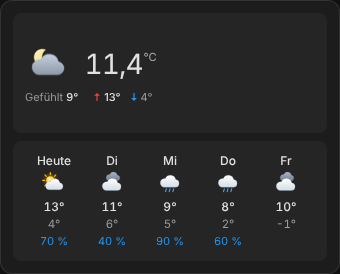 11,4°C
Gefühlt 9° ↑ 13° ↓ 4°
Heute Di Mi Do Fr
13° 11° 9° 8° 10°
4° 6° 5° 2° -1°
70 % 40 % 90 % 60 %